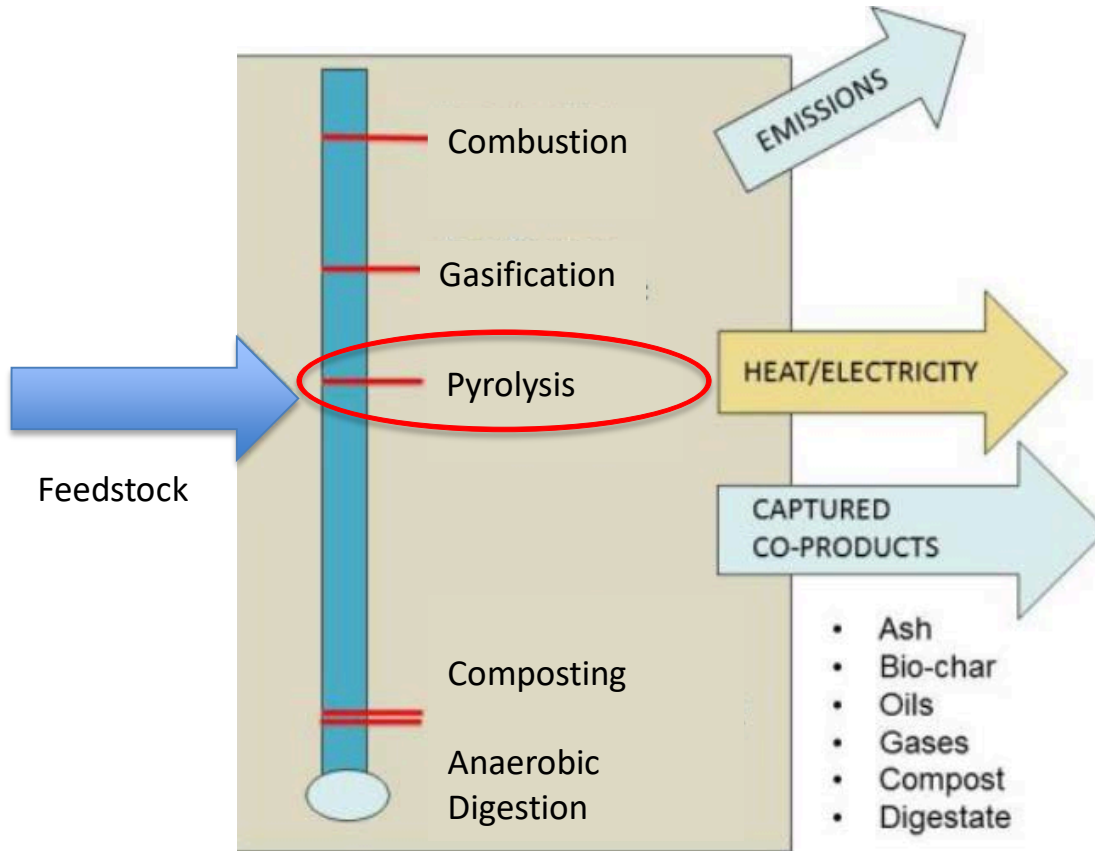 Combustion
EMISSIONS
Gasification
Pyrolysis
HEAT/ELECTRICITY
Feedstock
CAPTURED
CO-PRODUCTS
• Ash
• Bio-char
• Oils
• Gases
• Compost
• Digestate
Composting
Anaerobic
Digestion